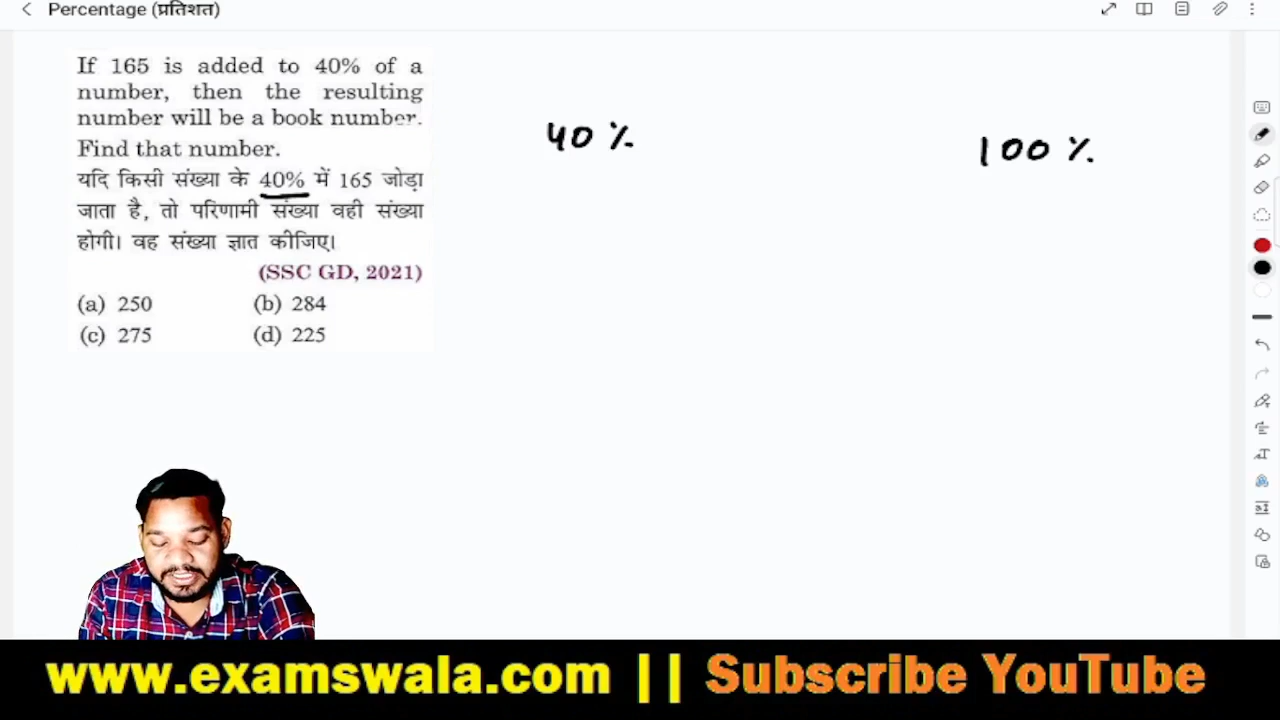 Percentage (प्रतिशत)
If 165 is added to 40% of a
number, then the resulting
number will be a book number.
Find that number.
यदि किसी संख्या के 40% में 165 जोड़ा
जाता है, तो परिणामी संख्या वही संख्या
होगी। वह संख्या ज्ञात कीजिए।
(SSC GD, 2021)
(a) 250 (b) 284
(c) 275 (d) 225
40 %
100 %
www.examswala.com || Subscribe YouTube